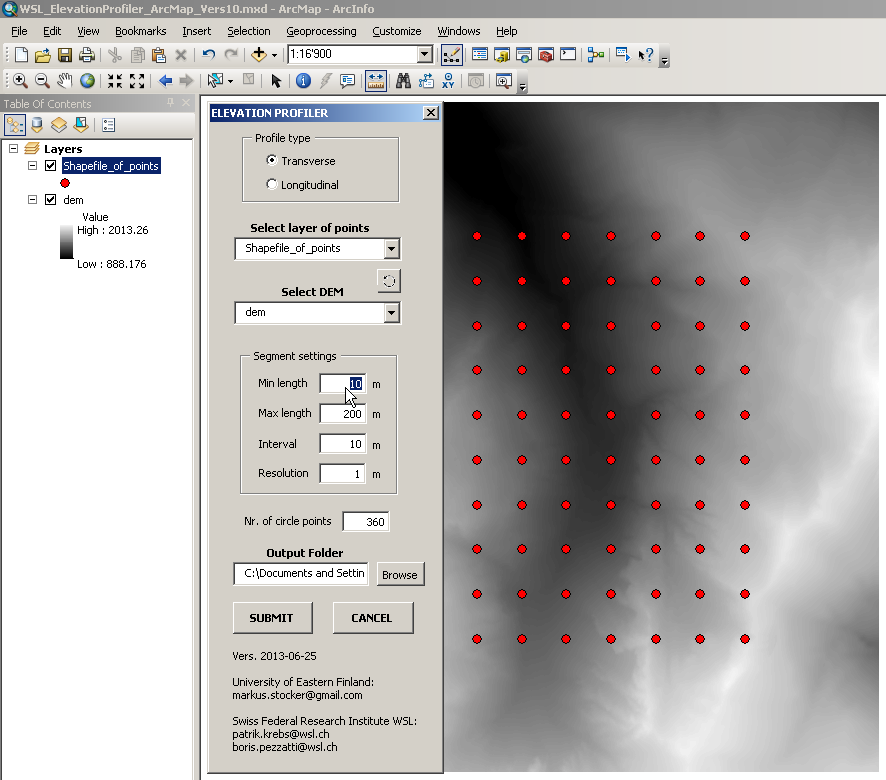 WSL_ElevationProfiler_ArcMap_Vers10.mxd - ArcMap - ArcInfo
File Edit View Bookmarks Insert Selection Geoprocessing Customize Windows Help
1:16'900
Table Of Contents
ELEVATION PROFILER
Layers
Shapefile_of_points
dem
Value
High : 2013.26
Low : 888.176
Profile type
Transverse
Longitudinal
Select layer of points
Shapefile_of_points
Select DEM
dem
Segment settings
Min length 10 m
Max length 200 m
Interval 10 m
Resolution 1 m
Nr. of circle points 360
Output Folder
C:\Documents and Settin Browse
SUBMIT CANCEL
Vers. 2013-06-25
University of Eastern Finland:
markus.stocker@gmail.com
Swiss Federal Research Institute WSL:
patrik.krebs@wsl.ch
boris.pezzatti@wsl.ch